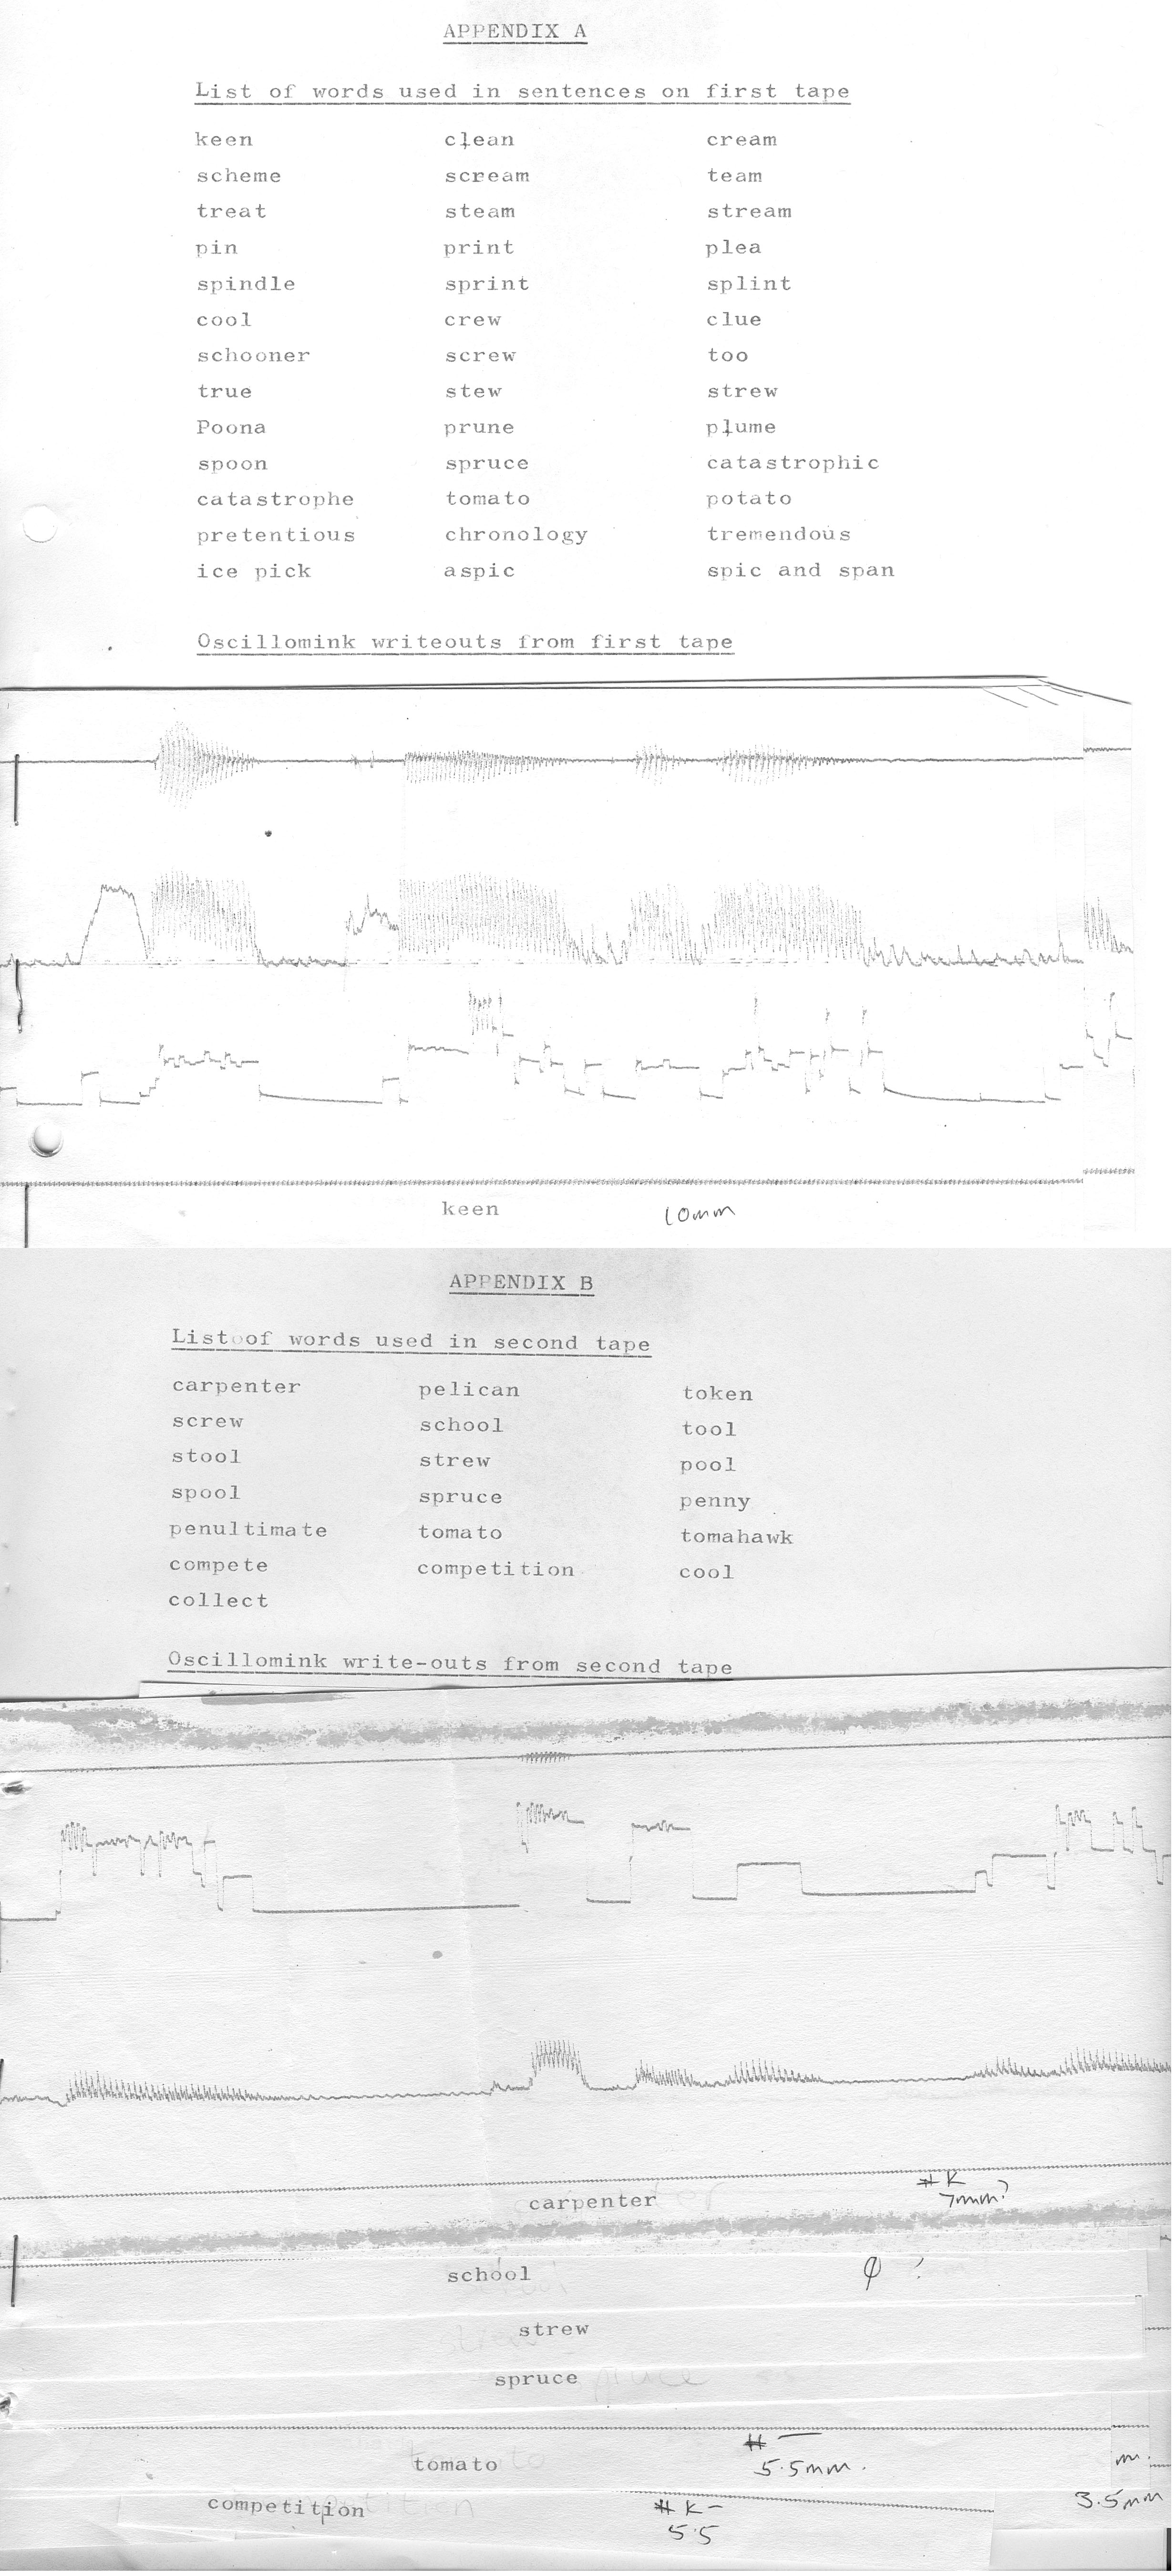 APPENDIX A
List of words used in sentences on first tape
keen clean cream
scheme scream team
treat steam stream
pin print plea
spindle sprint splint
cool crew clue
schooner screw too
true stew strew
Poona prune plume
spoon spruce catastrophic
catastrophe tomato potato
pretentious chronology tremendous
ice pick aspic spic and span
Oscillomink writeouts from first tape
keen 10mm
APPENDIX B
List of words used in second tape
carpenter pelican token
screw school tool
stool strew pool
spool spruce penny
penultimate tomato tomahawk
compete competition cool
collect
Oscillomink write-outs from second tape
# K
carpenter 7mm?
school
strew
spruce
tomato 5.5mm.
competition # K- 3.5mm
5.5